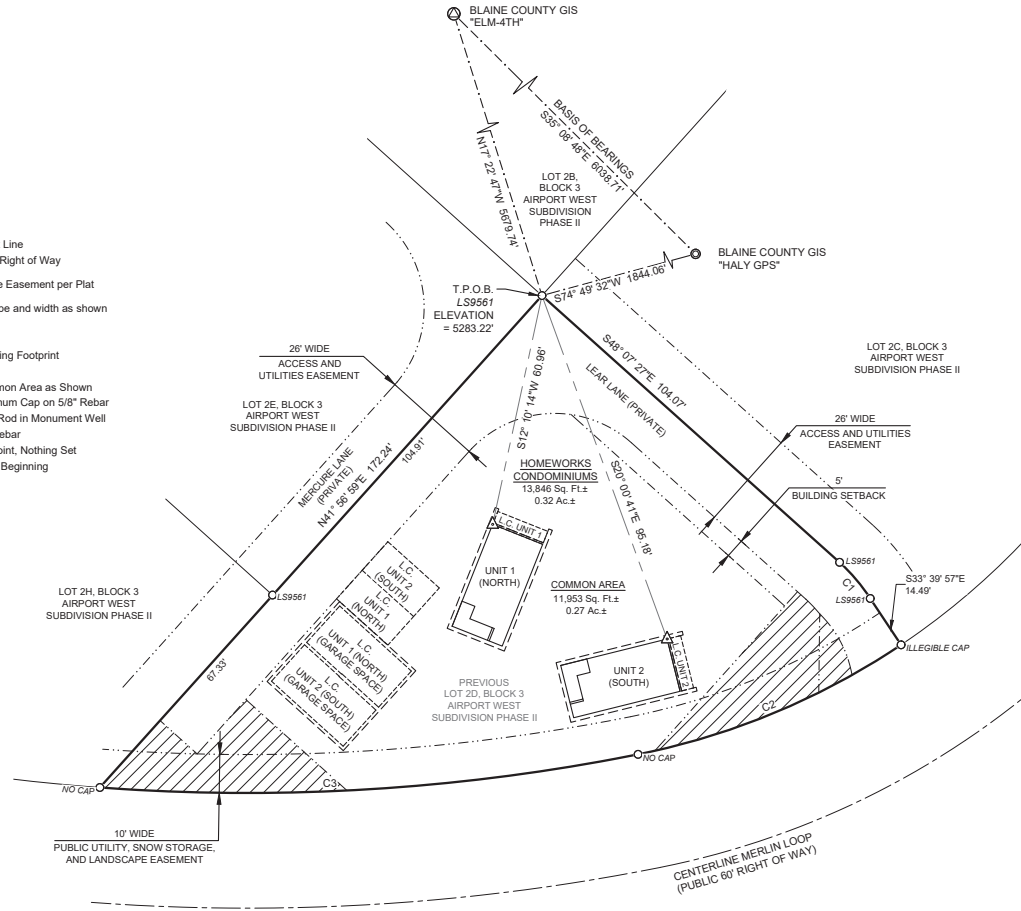 BLAINE COUNTY GIS
"ELM-4TH"
BASIS OF BEARINGS
S35° 08' 48"E 6038.71'
N17° 22' 47"W 5679.74'
LOT 2B,
BLOCK 3
AIRPORT WEST
SUBDIVISION
PHASE II
BLAINE COUNTY GIS
"HALY GPS"
S74° 49' 32"W 1844.06'
Line
Right of Way
e Easement per Plat
pe and width as shown
ing Footprint
mon Area as Shown
num Cap on 5/8" Rebar
Rod in Monument Well
ebar
oint, Nothing Set
Beginning
T.P.O.B.
LS9561
ELEVATION
= 5283.22'
26' WIDE
ACCESS AND
UTILITIES EASEMENT
LOT 2E, BLOCK 3
AIRPORT WEST
SUBDIVISION PHASE II
MERCURE LANE
(PRIVATE)
N41° 56' 59"E 172.24'
104.91'
S12° 10' 14"W 60.96'
S48° 07' 27"E 104.07'
LEAR LANE (PRIVATE)
LOT 2C, BLOCK 3
AIRPORT WEST
SUBDIVISION PHASE II
26' WIDE
ACCESS AND UTILITIES
EASEMENT
5'
BUILDING SETBACK
HOMEWORKS
CONDOMINIUMS
13,846 Sq. Ft.±
0.32 Ac.±
S20° 00' 41"E 95.18'
L.C. UNIT 1
UNIT 1
(NORTH)
COMMON AREA
11,953 Sq. Ft.±
0.27 Ac.±
LS9561
C1
LS9561
S33° 39' 57"E
14.49'
ILLEGIBLE CAP
LOT 2H, BLOCK 3
AIRPORT WEST
SUBDIVISION PHASE II
LS9561
L.C.
UNIT 2
(SOUTH)
L.C.
UNIT 1
(NORTH)
L.C.
UNIT 1 (NORTH)
(GARAGE SPACE)
L.C.
UNIT 2 (SOUTH)
(GARAGE SPACE)
67.33'
UNIT 2
(SOUTH)
L.C. UNIT 2
PREVIOUS
LOT 2D, BLOCK 3
AIRPORT WEST
SUBDIVISION PHASE II
C2
NO CAP
NO CAP
C3
10' WIDE
PUBLIC UTILITY, SNOW STORAGE,
AND LANDSCAPE EASEMENT
CENTERLINE MERLIN LOOP
(PUBLIC 60' RIGHT OF WAY)